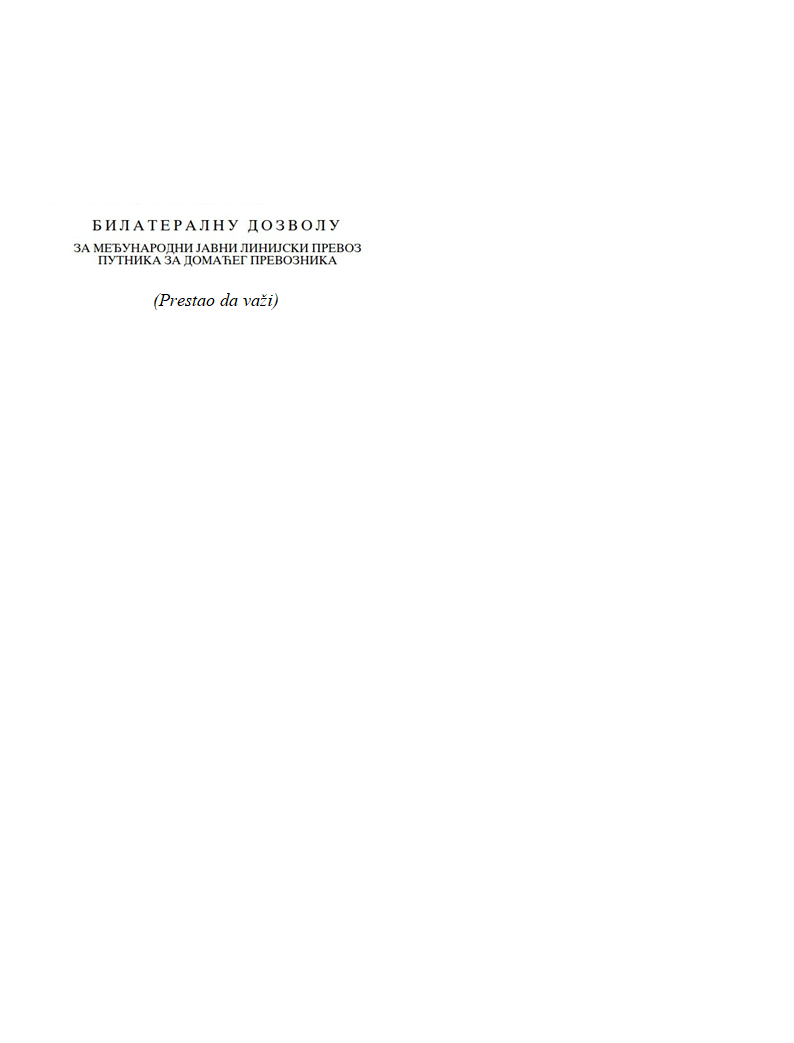 БИЛАТЕРАЛНУ ДОЗВОЛУ
ЗА МЕЂУНАРОДНИ ЈАВНИ ЛИНИЈСКИ ПРЕВОЗ
ПУТНИКА ЗА ДОМАЋЕГ ПРЕВОЗНИКА
(Prestao da važi)